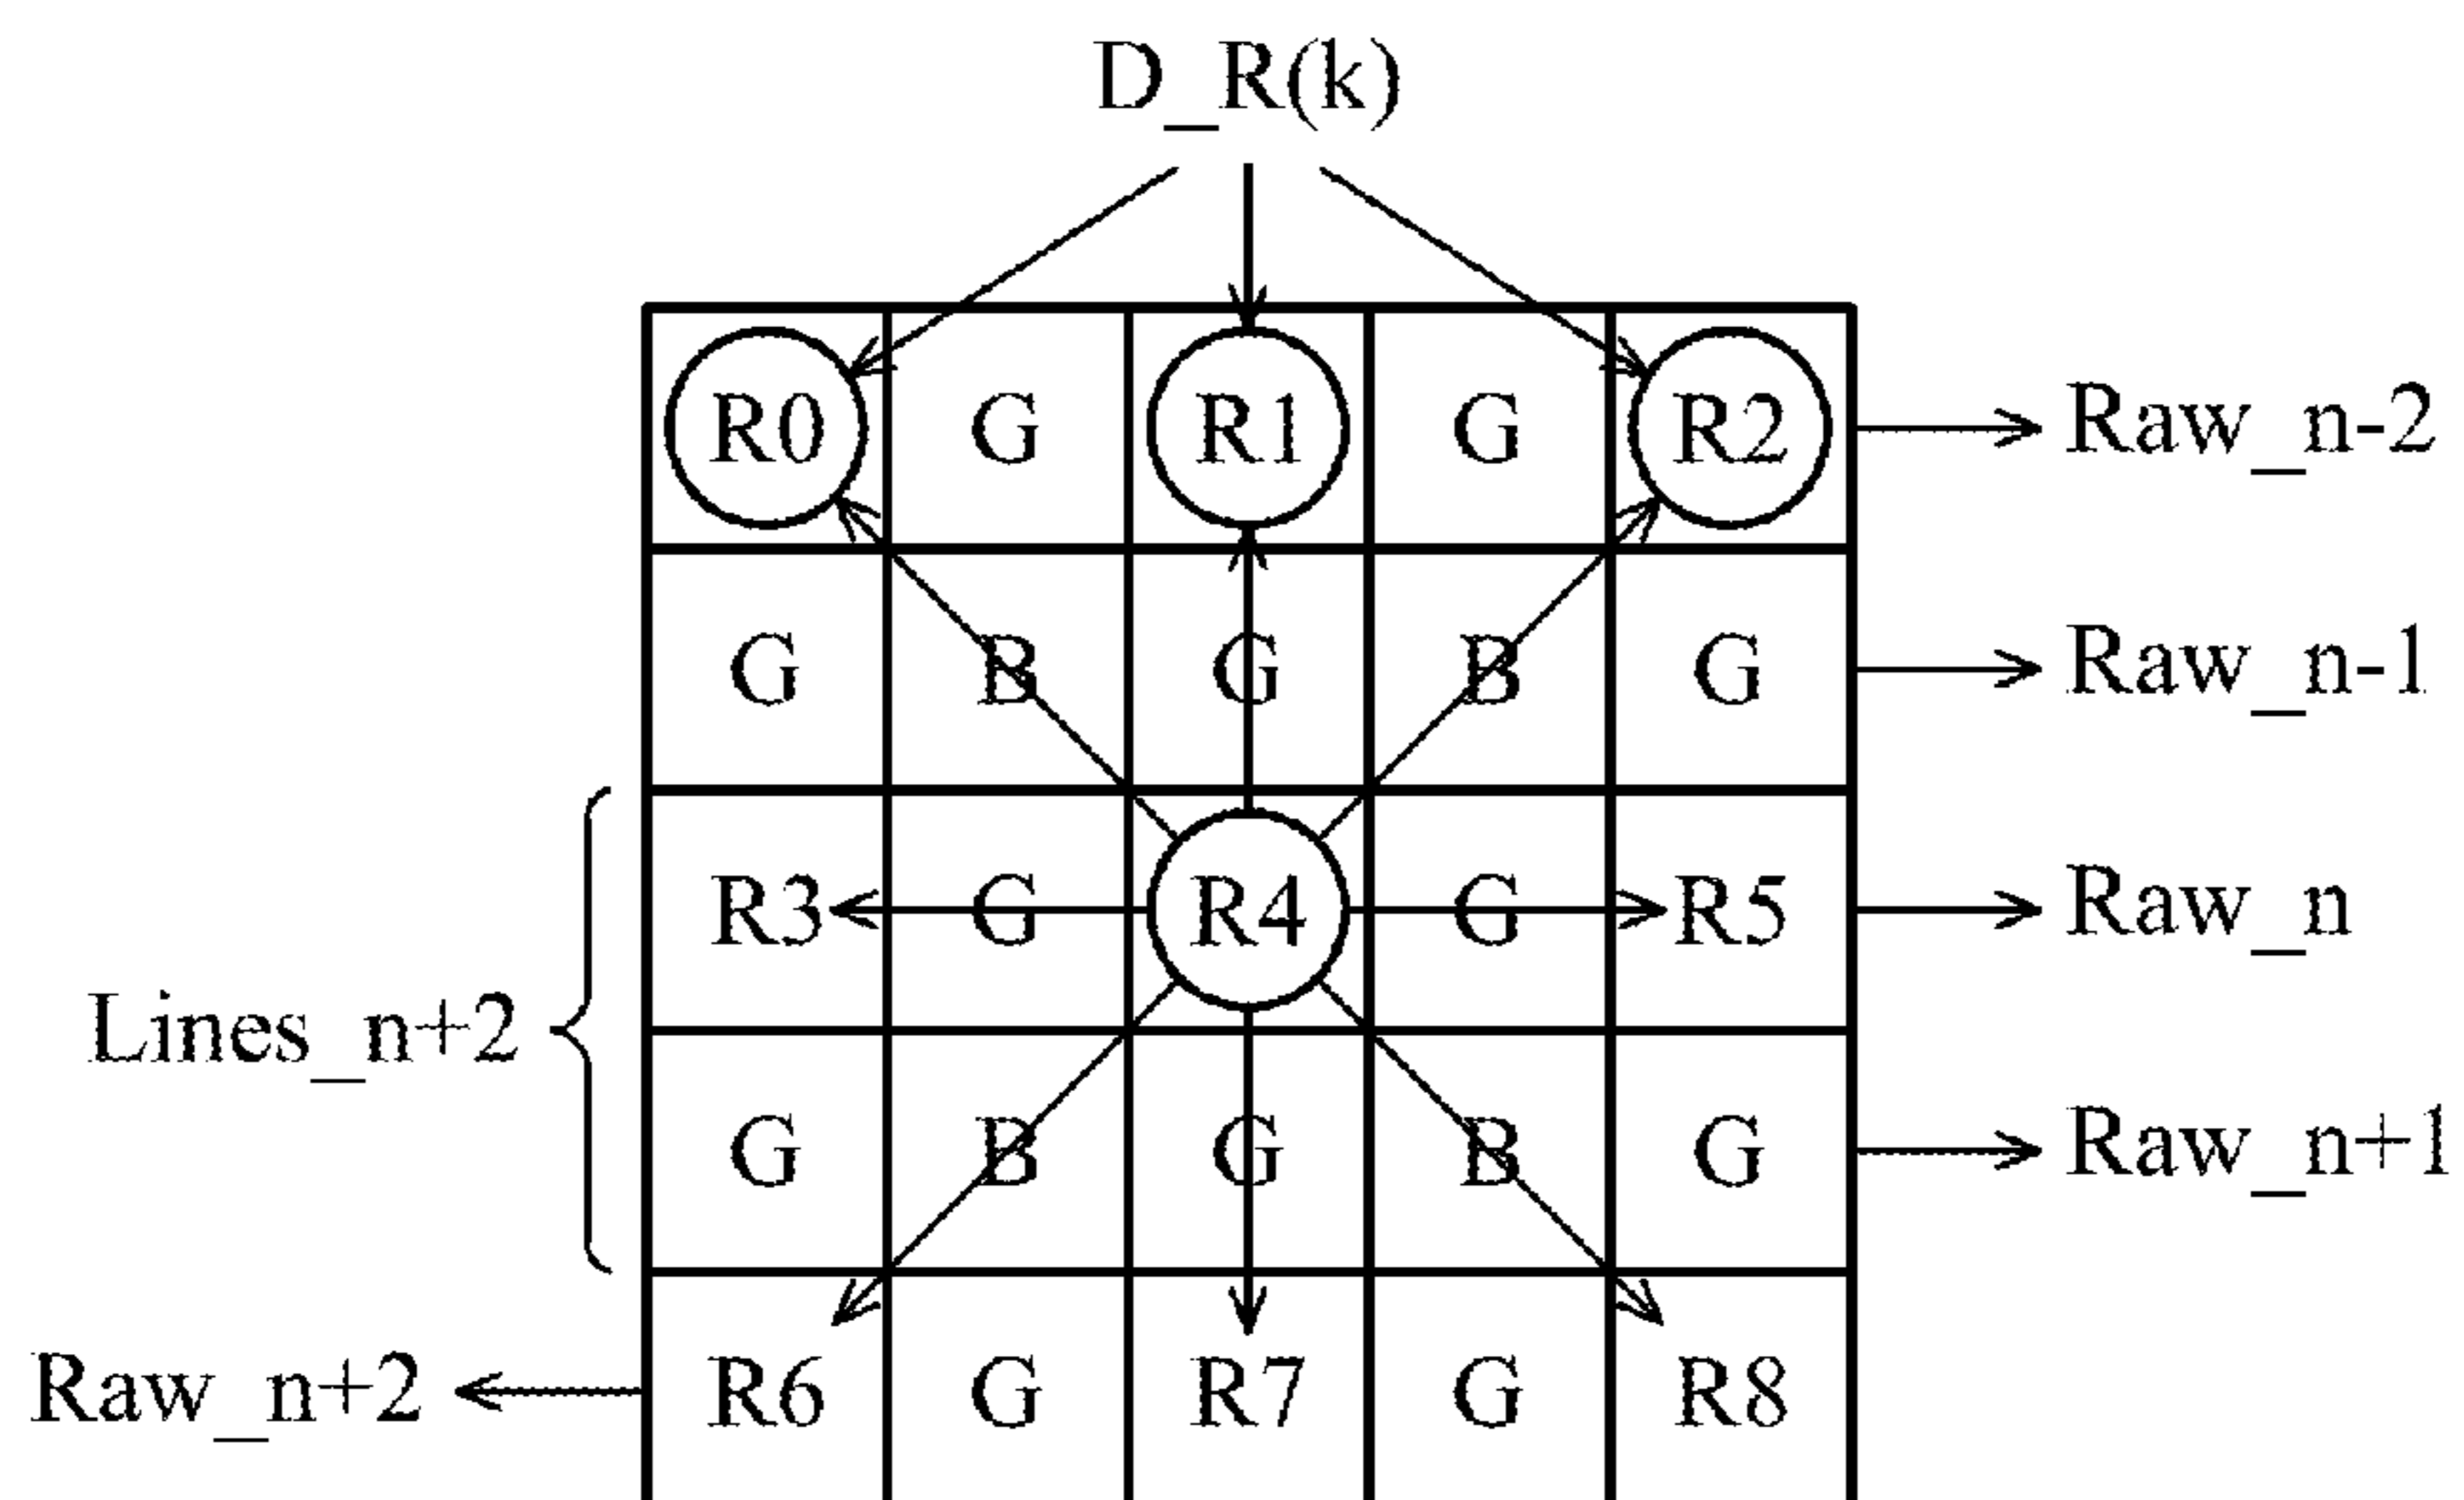 D_R(k)
R0 G R1 G R2 Raw_n-2
G B G B G Raw_n-1
R3 G R4 G R5 Raw_n
Lines_n+2
G B G B G Raw_n+1
Raw_n+2 R6 G R7 G R8